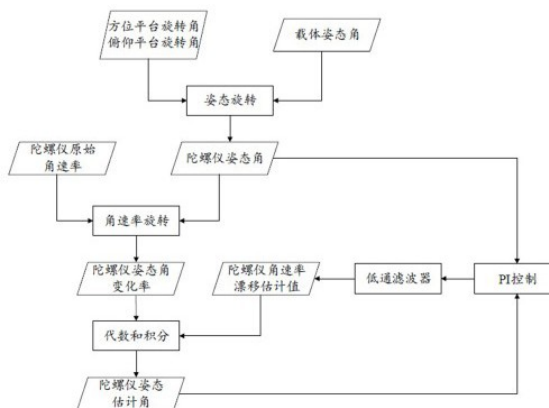 方位平台旋转角
俯仰平台旋转角
载体姿态角
姿态旋转
陀螺仪原始
角速率
陀螺仪姿态角
角速率旋转
陀螺仪姿态角
变化率
陀螺仪角速率
漂移估计值
低通滤波器
PI控制
代数和积分
陀螺仪姿态
估计角